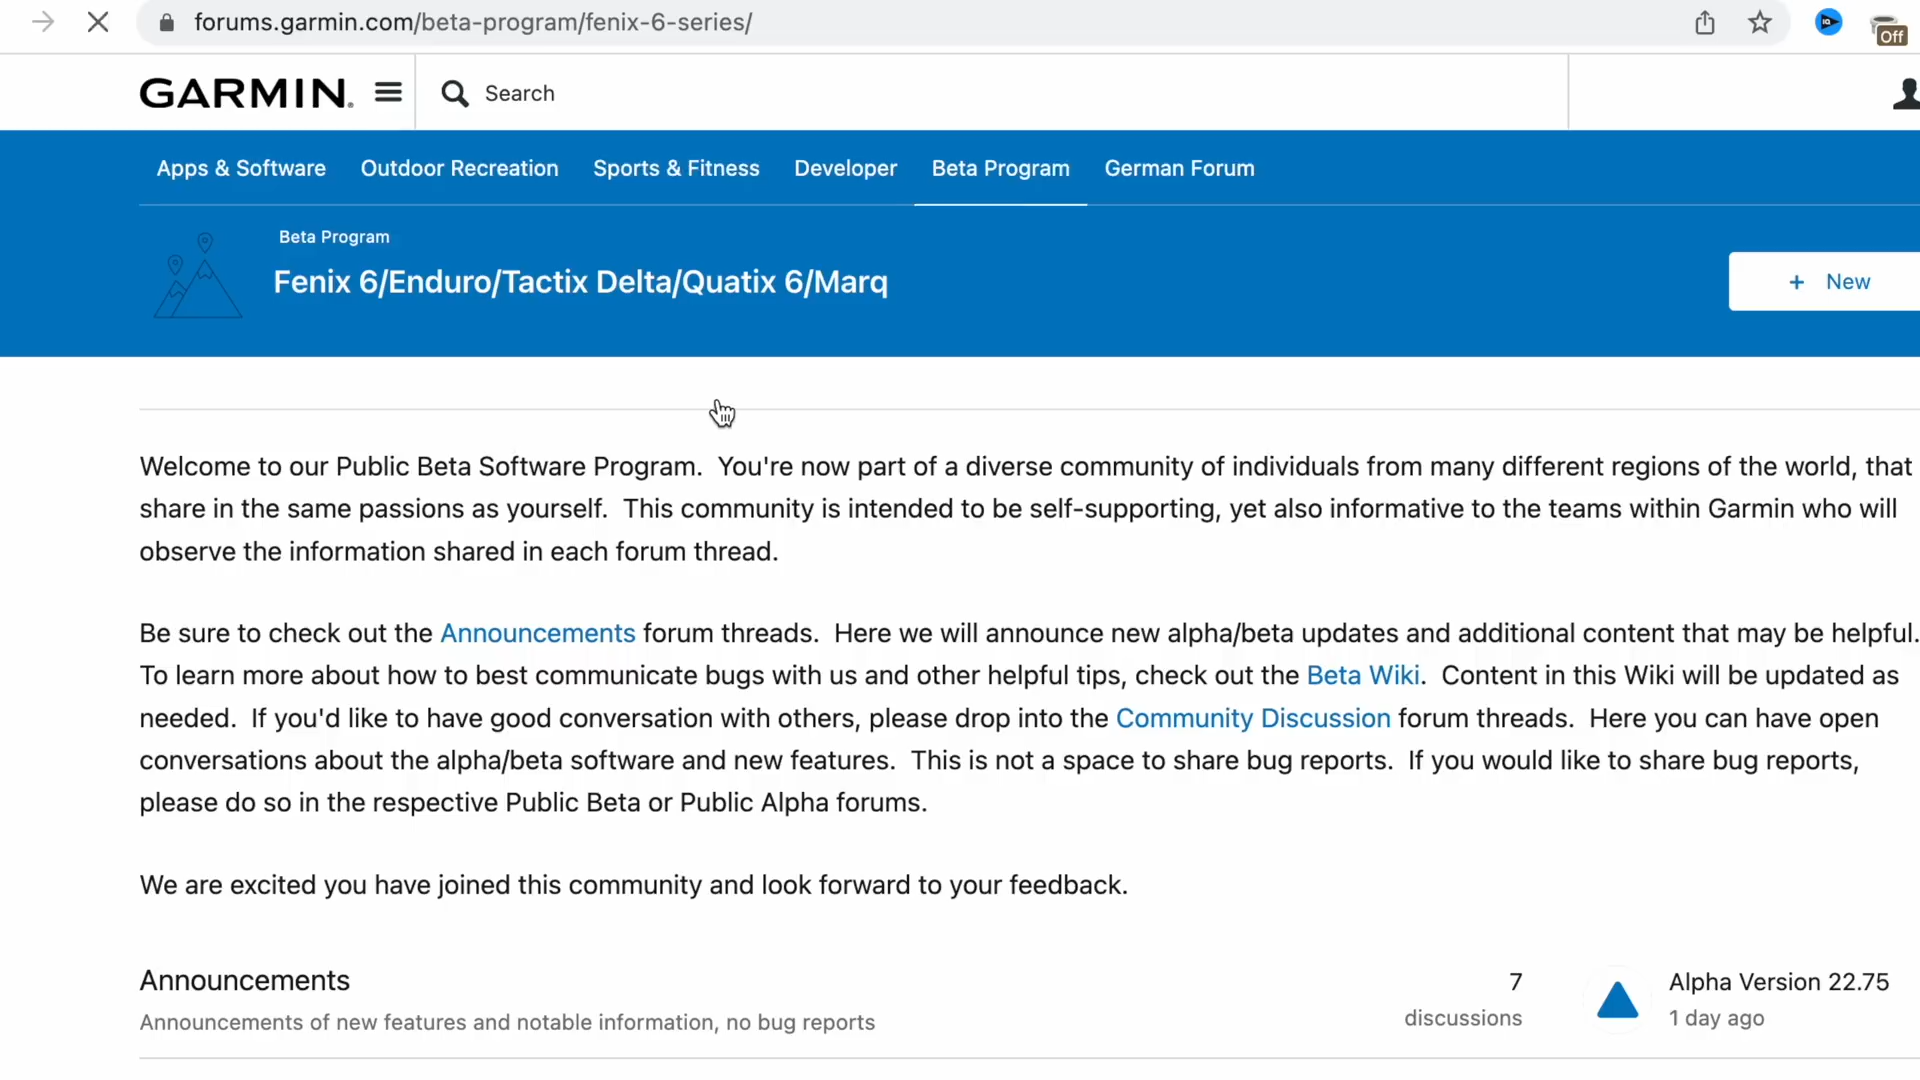 forums.garmin.com/beta-program/fenix-6-series/
Off
GARMIN
Search
Apps & Software Outdoor Recreation Sports & Fitness Developer Beta Program German Forum
Beta Program
Fenix 6/Enduro/Tactix Delta/Quatix 6/Marq
+ New
Welcome to our Public Beta Software Program. You're now part of a diverse community of individuals from many different regions of the world, that
share in the same passions as yourself. This community is intended to be self-supporting, yet also informative to the teams within Garmin who will
observe the information shared in each forum thread.
Be sure to check out the Announcements forum threads. Here we will announce new alpha/beta updates and additional content that may be helpful.
To learn more about how to best communicate bugs with us and other helpful tips, check out the Beta Wiki. Content in this Wiki will be updated as
needed. If you'd like to have good conversation with others, please drop into the Community Discussion forum threads. Here you can have open
conversations about the alpha/beta software and new features. This is not a space to share bug reports. If you would like to share bug reports,
please do so in the respective Public Beta or Public Alpha forums.
We are excited you have joined this community and look forward to your feedback.
Announcements 7 Alpha Version 22.75
Announcements of new features and notable information, no bug reports discussions 1 day ago